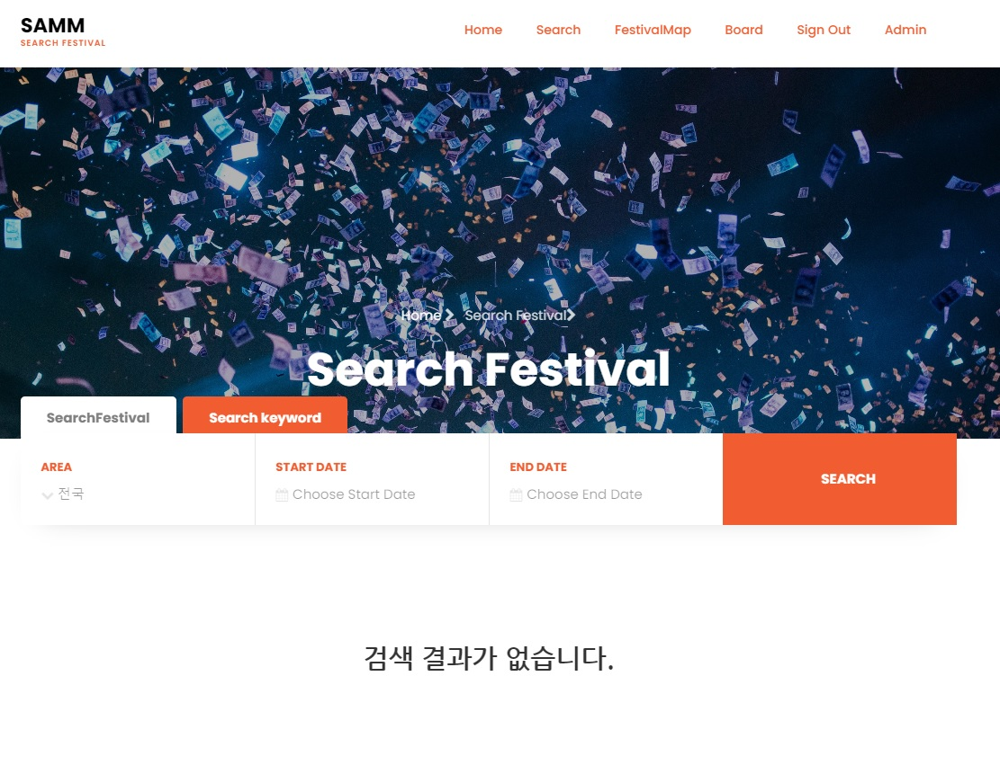 SAMM
SEARCH FESTIVAL
Home Search FestivalMap Board Sign Out Admin
Home Search Festival
Search Festival
SearchFestival Search keyword
AREA START DATE END DATE
전국 Choose Start Date Choose End Date
SEARCH
검색 결과가 없습니다.